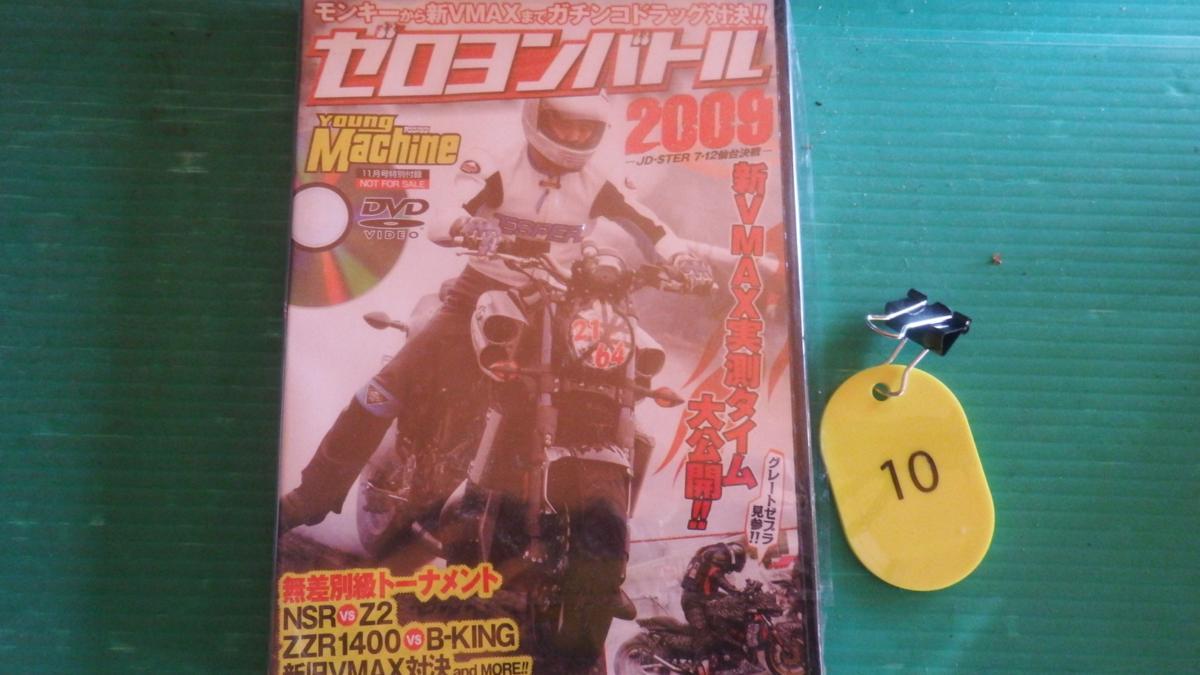 モンキーから新VMAXまでガチンコドラッグ対決!!
ゼロヨンバトル
2009
―JD-STER 7・12仙台決戦―
Young
Machine
11月号特別付録
NOT FOR SALE
DVD
VIDEO
新VMAX実測タイム
大公開!!
21
64
グレートゼブラ
見参!!
無差別級トーナメント
NSR VS Z2
ZZR1400 VS B-KING
新旧VMAX対決 and MORE!!
10